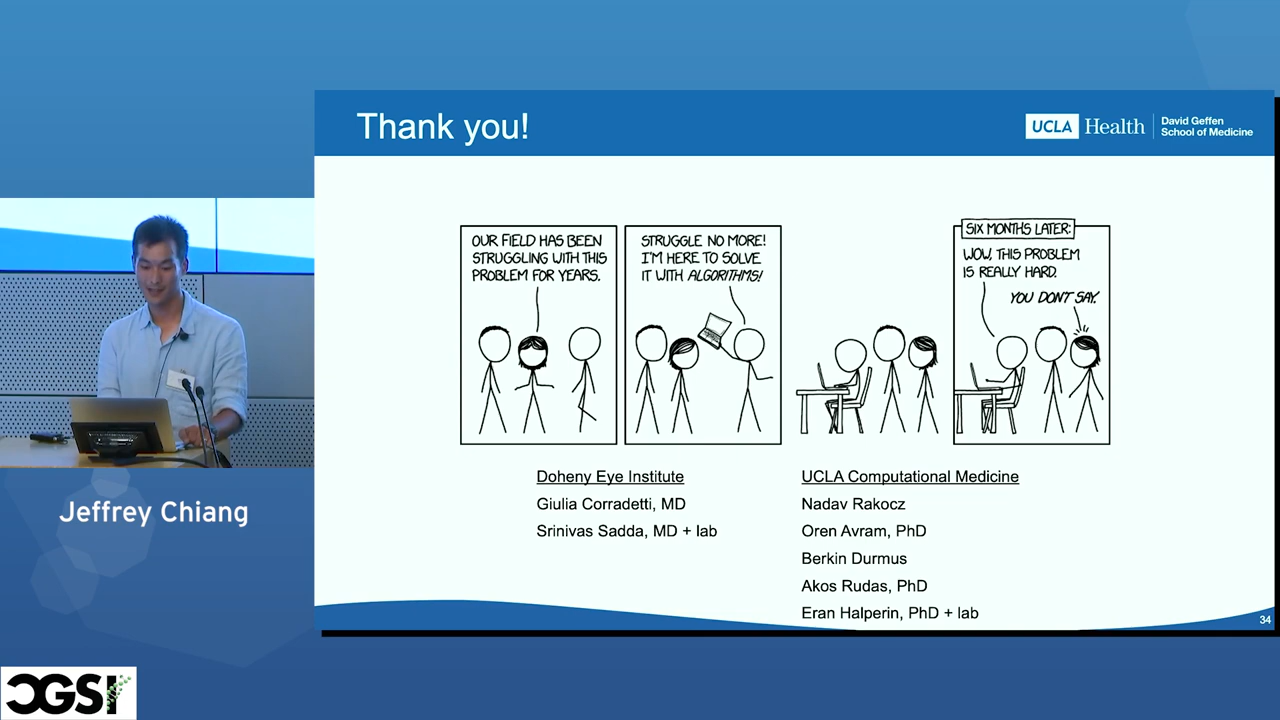 Thank you!
UCLA Health
David Geffen
School of Medicine
OUR FIELD HAS BEEN
STRUGGLING WITH THIS
PROBLEM FOR YEARS.
STRUGGLE NO MORE!
I'M HERE TO SOLVE
IT WITH ALGORITHMS!
SIX MONTHS LATER:
WOW, THIS PROBLEM
IS REALLY HARD.
YOU DON'T SAY.
Doheny Eye Institute
Giulia Corradetti, MD
Srinivas Sadda, MD + lab
UCLA Computational Medicine
Nadav Rakocz
Oren Avram, PhD
Berkin Durmus
Akos Rudas, PhD
Eran Halperin, PhD + lab
34
Jeffrey Chiang
CGSI